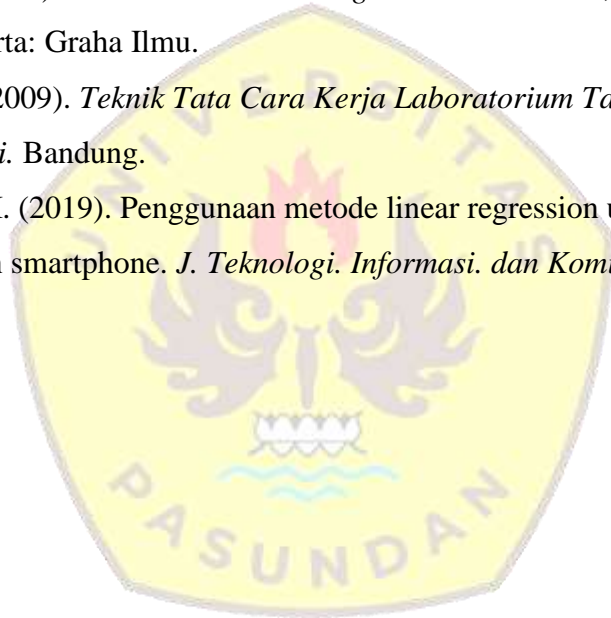 rta: Graha Ilmu.
2009). Teknik Tata Cara Kerja Laboratorium Ta
i. Bandung.
. (2019). Penggunaan metode linear regression u
n smartphone. J. Teknologi. Informasi. dan Kom
UNIVERSITAS
PASUNDAN